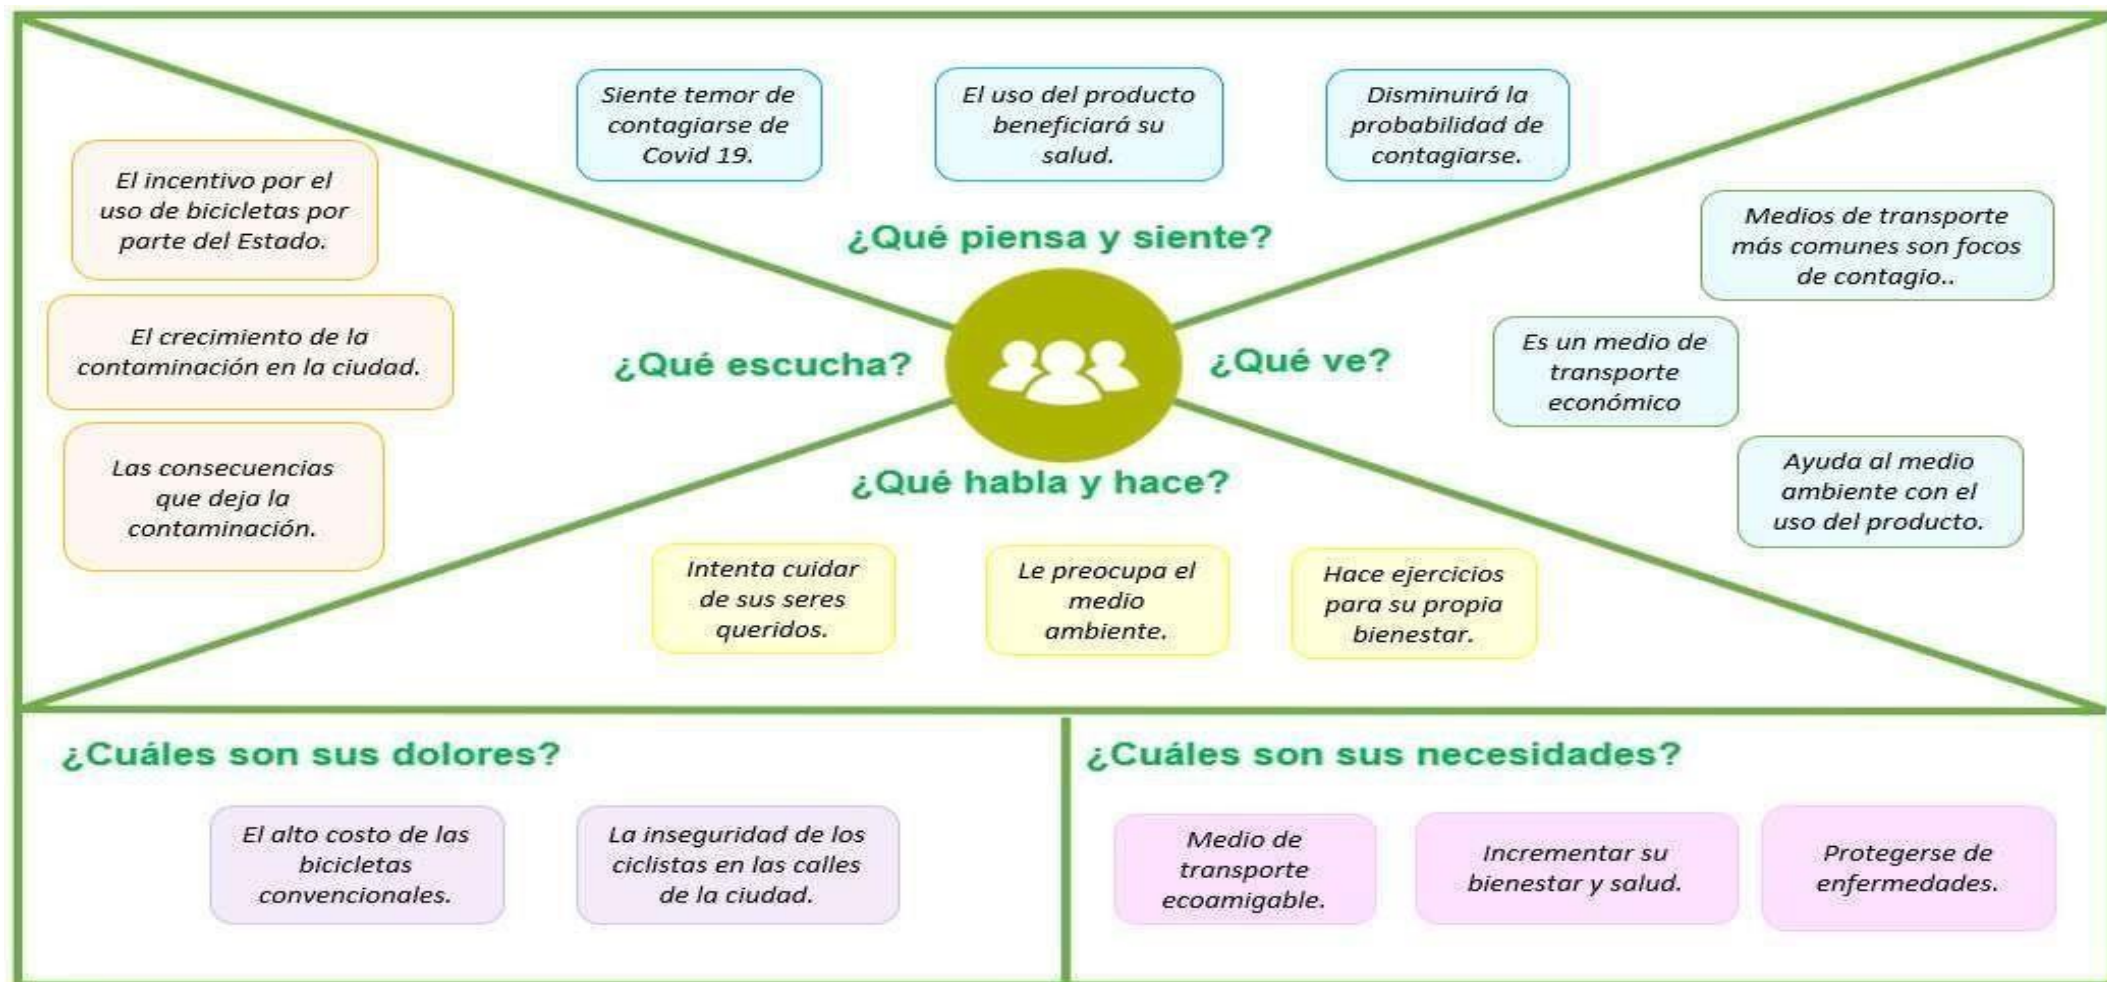 Siente temor de
contagiarse de
Covid 19.
El uso del producto
beneficiará su
salud.
Disminuirá la
probabilidad de
contagiarse.
¿Qué piensa y siente?
El incentivo por el
uso de bicicletas por
parte del Estado.
El crecimiento de la
contaminación en la ciudad.
Las consecuencias
que deja la
contaminación.
¿Qué escucha?
¿Qué ve?
Medios de transporte
más comunes son focos
de contagio..
Es un medio de
transporte
económico
Ayuda al medio
ambiente con el
uso del producto.
¿Qué habla y hace?
Intenta cuidar
de sus seres
queridos.
Le preocupa el
medio
ambiente.
Hace ejercicios
para su propia
bienestar.
¿Cuáles son sus dolores?
El alto costo de las
bicicletas
convencionales.
La inseguridad de los
ciclistas en las calles
de la ciudad.
¿Cuáles son sus necesidades?
Medio de
transporte
ecoamigable.
Incrementar su
bienestar y salud.
Protegerse de
enfermedades.